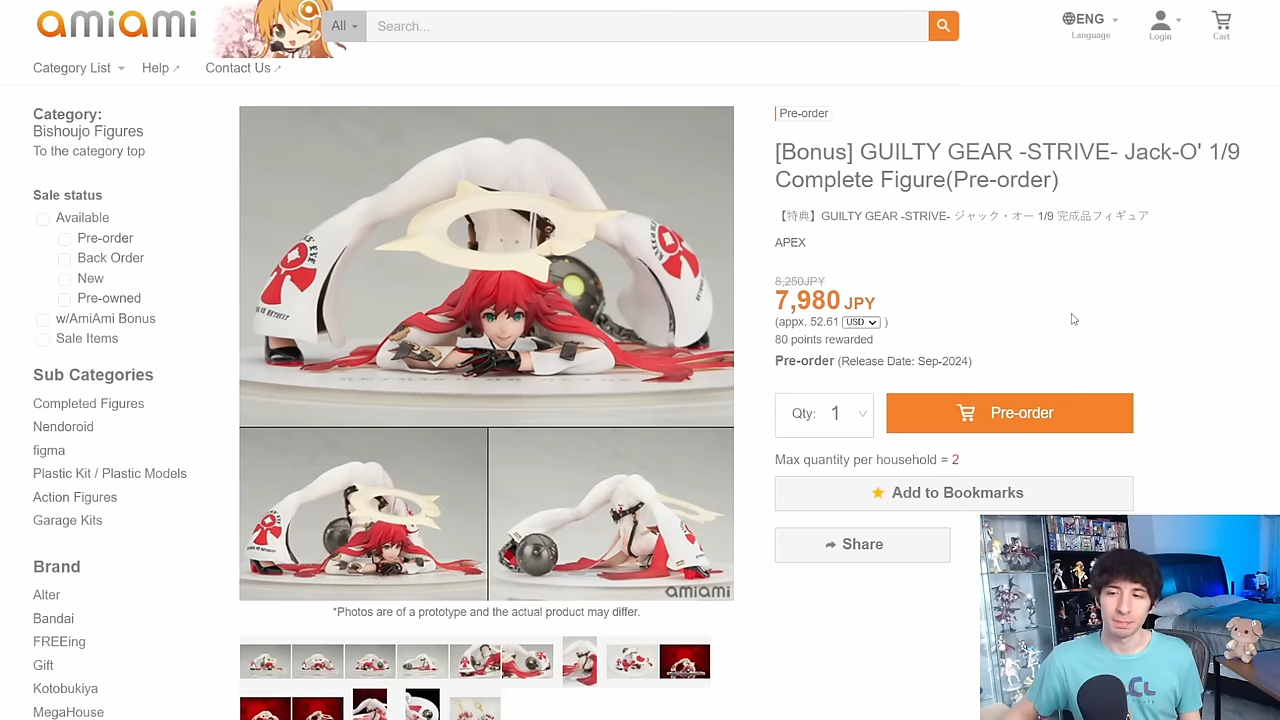 amiami
All
Search...
ENG
Language
Login
Cart
Category List
Help
Contact Us
Category:
Bishoujo Figures
To the category top
Sale status
Available
Pre-order
Back Order
New
Pre-owned
w/AmiAmi Bonus
Sale Items
Sub Categories
Completed Figures
Nendoroid
figma
Plastic Kit / Plastic Models
Action Figures
Garage Kits
Brand
Alter
Bandai
FREEing
Gift
Kotobukiya
MegaHouse
amiami
*Photos are of a prototype and the actual product may differ.
Pre-order
[Bonus] GUILTY GEAR -STRIVE- Jack-O' 1/9
Complete Figure(Pre-order)
【特典】GUILTY GEAR -STRIVE- ジャック・オー 1/9 完成品フィギュア
APEX
8,250JPY
7,980 JPY
(appx. 52.61 USD )
80 points rewarded
Pre-order (Release Date: Sep-2024)
Qty: 1
Pre-order
Max quantity per household = 2
Add to Bookmarks
Share